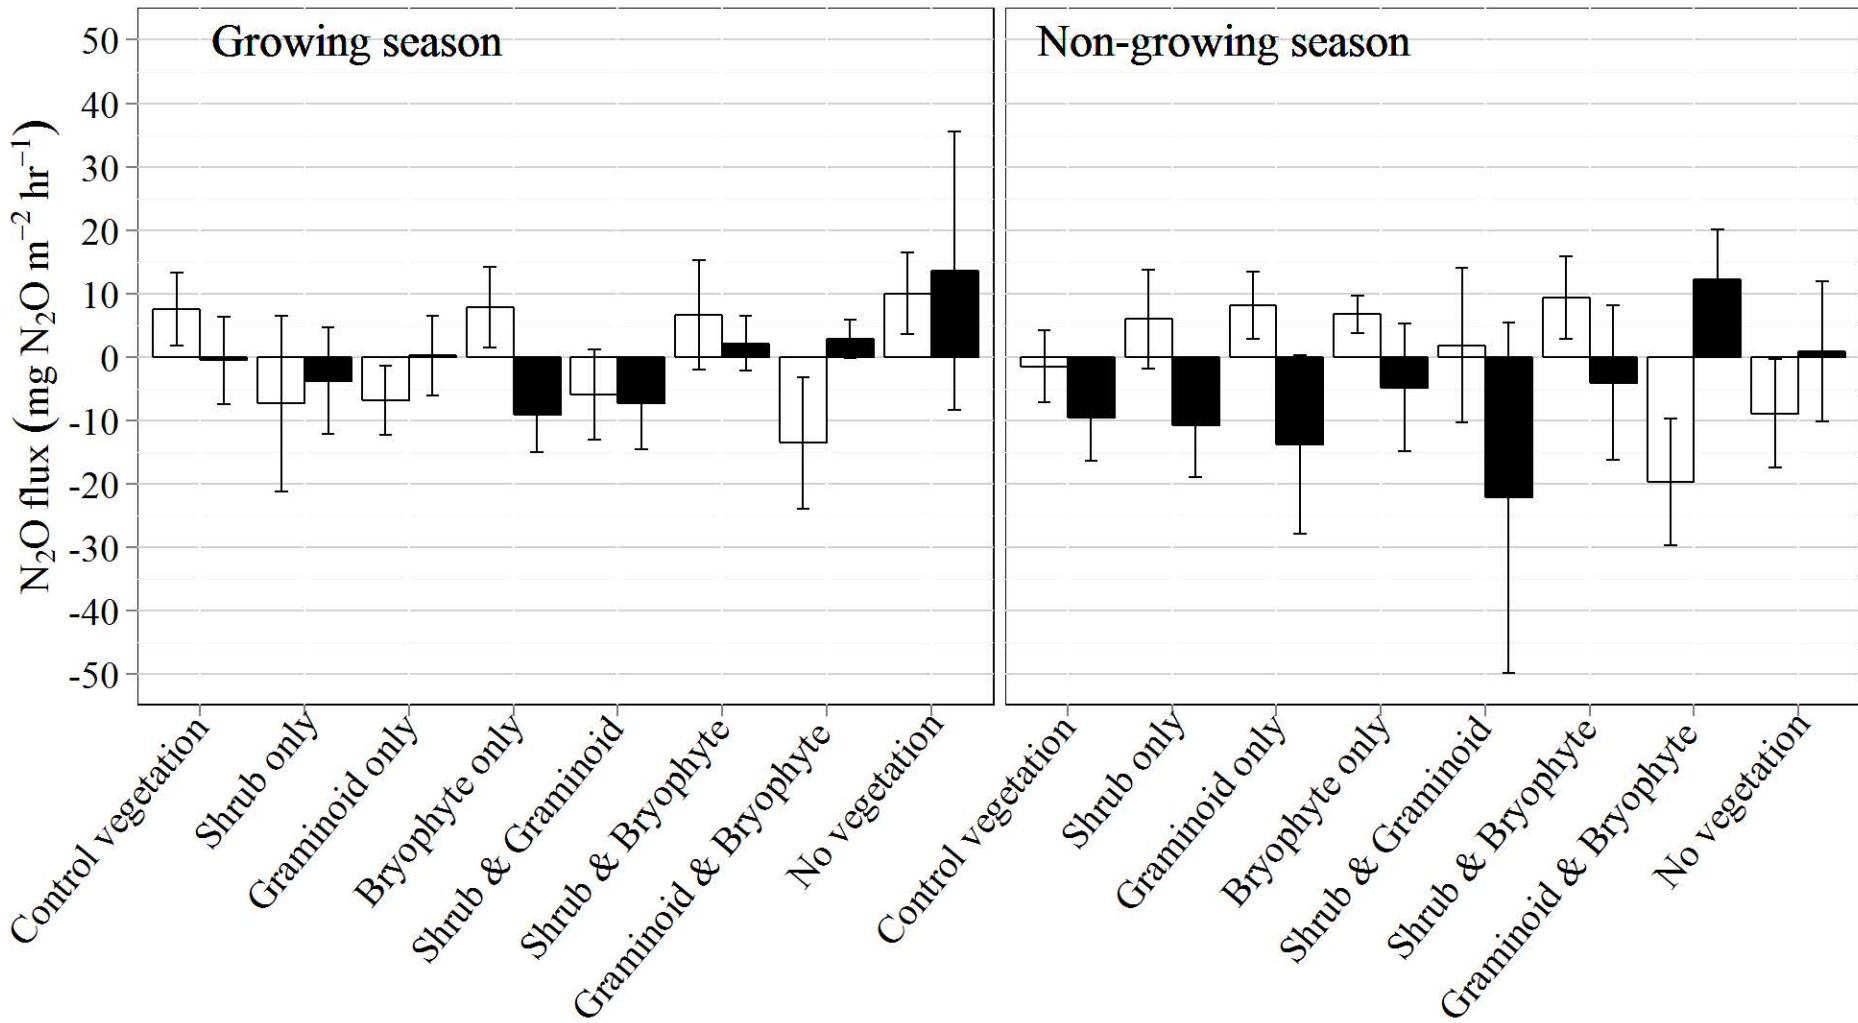 Growing season
Non-growing season
N₂O flux (mg N₂O m⁻² hr⁻¹)
50
40
30
20
10
0
-10
-20
-30
-40
-50
Control vegetation
Shrub only
Graminoid only
Bryophyte only
Shrub & Graminoid
Shrub & Bryophyte
Graminoid & Bryophyte
No vegetation
Control vegetation
Shrub only
Graminoid only
Bryophyte only
Shrub & Graminoid
Shrub & Bryophyte
Graminoid & Bryophyte
No vegetation